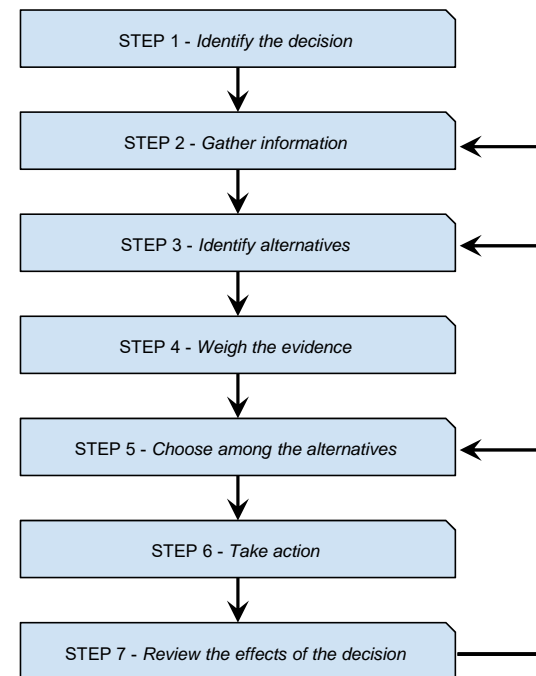 STEP 1 - Identify the decision
STEP 2 - Gather information
STEP 3 - Identify alternatives
STEP 4 - Weigh the evidence
STEP 5 - Choose among the alternatives
STEP 6 - Take action
STEP 7 - Review the effects of the decision